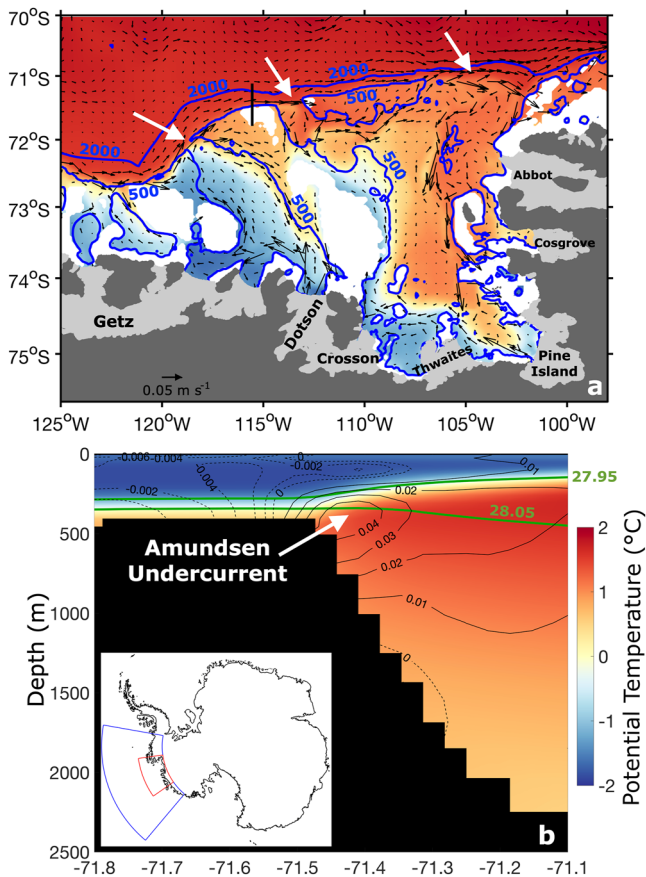 70°S
71°S
72°S
73°S
74°S
75°S
2000
2000
500
2000
500
500
500
Abbot
Cosgrove
Getz
Dotson
Crosson
Thwaites
Pine
Island
0.05 m s⁻¹
a
125°W 120°W 115°W 110°W 105°W 100°W
0
500
1000
1500
2000
2500
Depth (m)
-0.006
-0.004
-0.004
-0.002
-0.002
0
0.01
0.02
0.04
0.03
0.02
0.01
0
27.95
28.05
Amundsen
Undercurrent
b
-71.8 -71.7 -71.6 -71.5 -71.4 -71.3 -71.2 -71.1
2
1
0
-1
-2
Potential Temperature (°C)